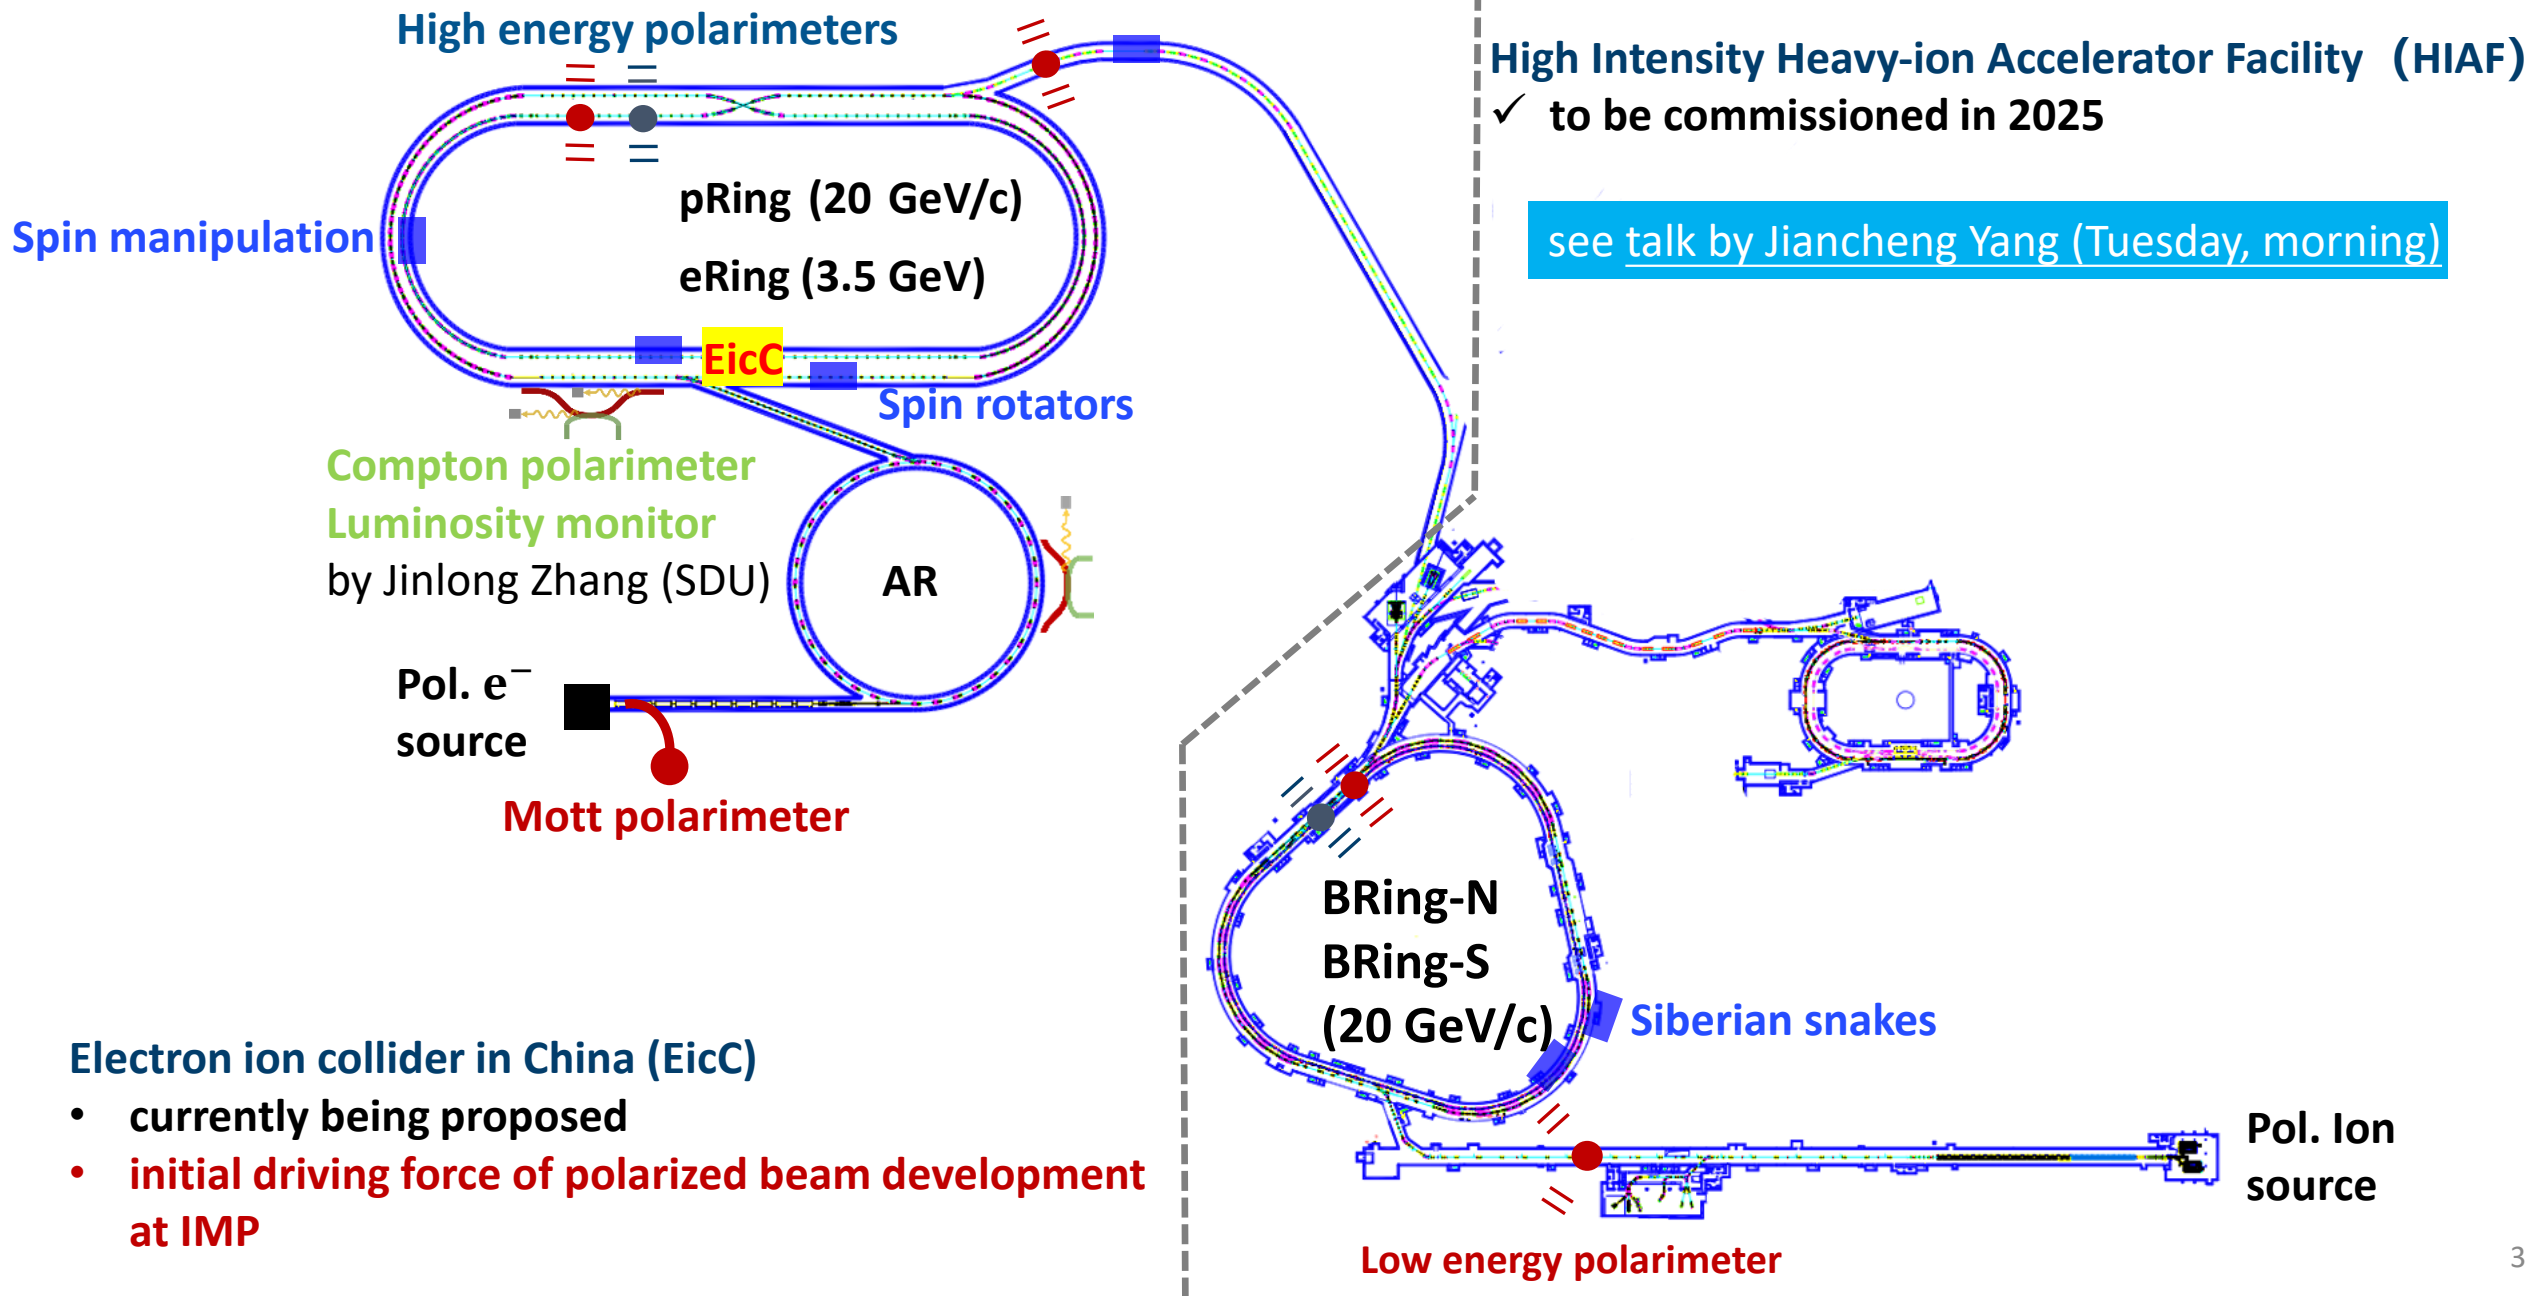 High energy polarimeters
High Intensity Heavy-ion Accelerator Facility (HIAF)
✓ to be commissioned in 2025
see talk by Jiancheng Yang (Tuesday, morning)
pRing (20 GeV/c)
eRing (3.5 GeV)
Spin manipulation
EicC
Spin rotators
Compton polarimeter
Luminosity monitor
by Jinlong Zhang (SDU)
AR
Pol. e⁻
source
Mott polarimeter
BRing-N
BRing-S
(20 GeV/c)
Siberian snakes
Electron ion collider in China (EicC)
• currently being proposed
• initial driving force of polarized beam development
at IMP
Pol. Ion
source
Low energy polarimeter
3